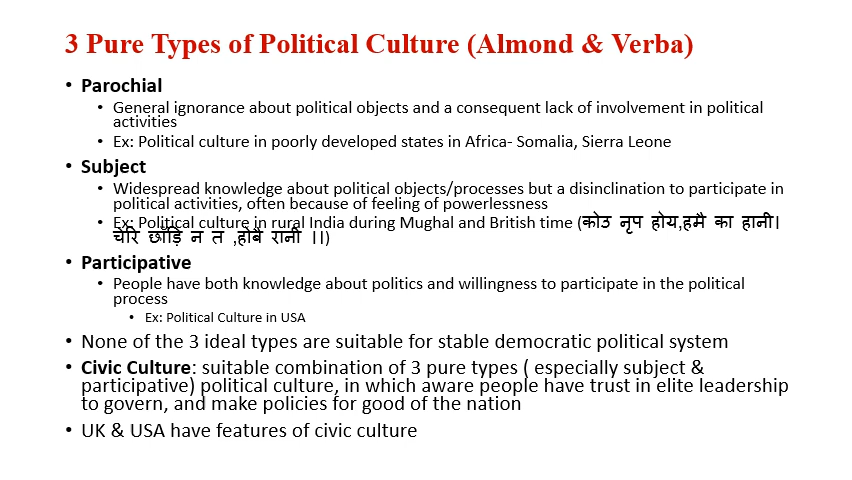 3 Pure Types of Political Culture (Almond & Verba)
• Parochial
• General ignorance about political objects and a consequent lack of involvement in political
activities
• Ex: Political culture in poorly developed states in Africa- Somalia, Sierra Leone
• Subject
• Widespread knowledge about political objects/processes but a disinclination to participate in
political activities, often because of feeling of powerlessness
• Ex: Political culture in rural India during Mughal and British time (कोउ नृप होय,हमै का हानी।
चेरि छाँड़ि न त ,होबै रानी ।।)
• Participative
• People have both knowledge about politics and willingness to participate in the political
process
• Ex: Political Culture in USA
• None of the 3 ideal types are suitable for stable democratic political system
• Civic Culture: suitable combination of 3 pure types ( especially subject &
participative) political culture, in which aware people have trust in elite leadership
to govern, and make policies for good of the nation
• UK & USA have features of civic culture